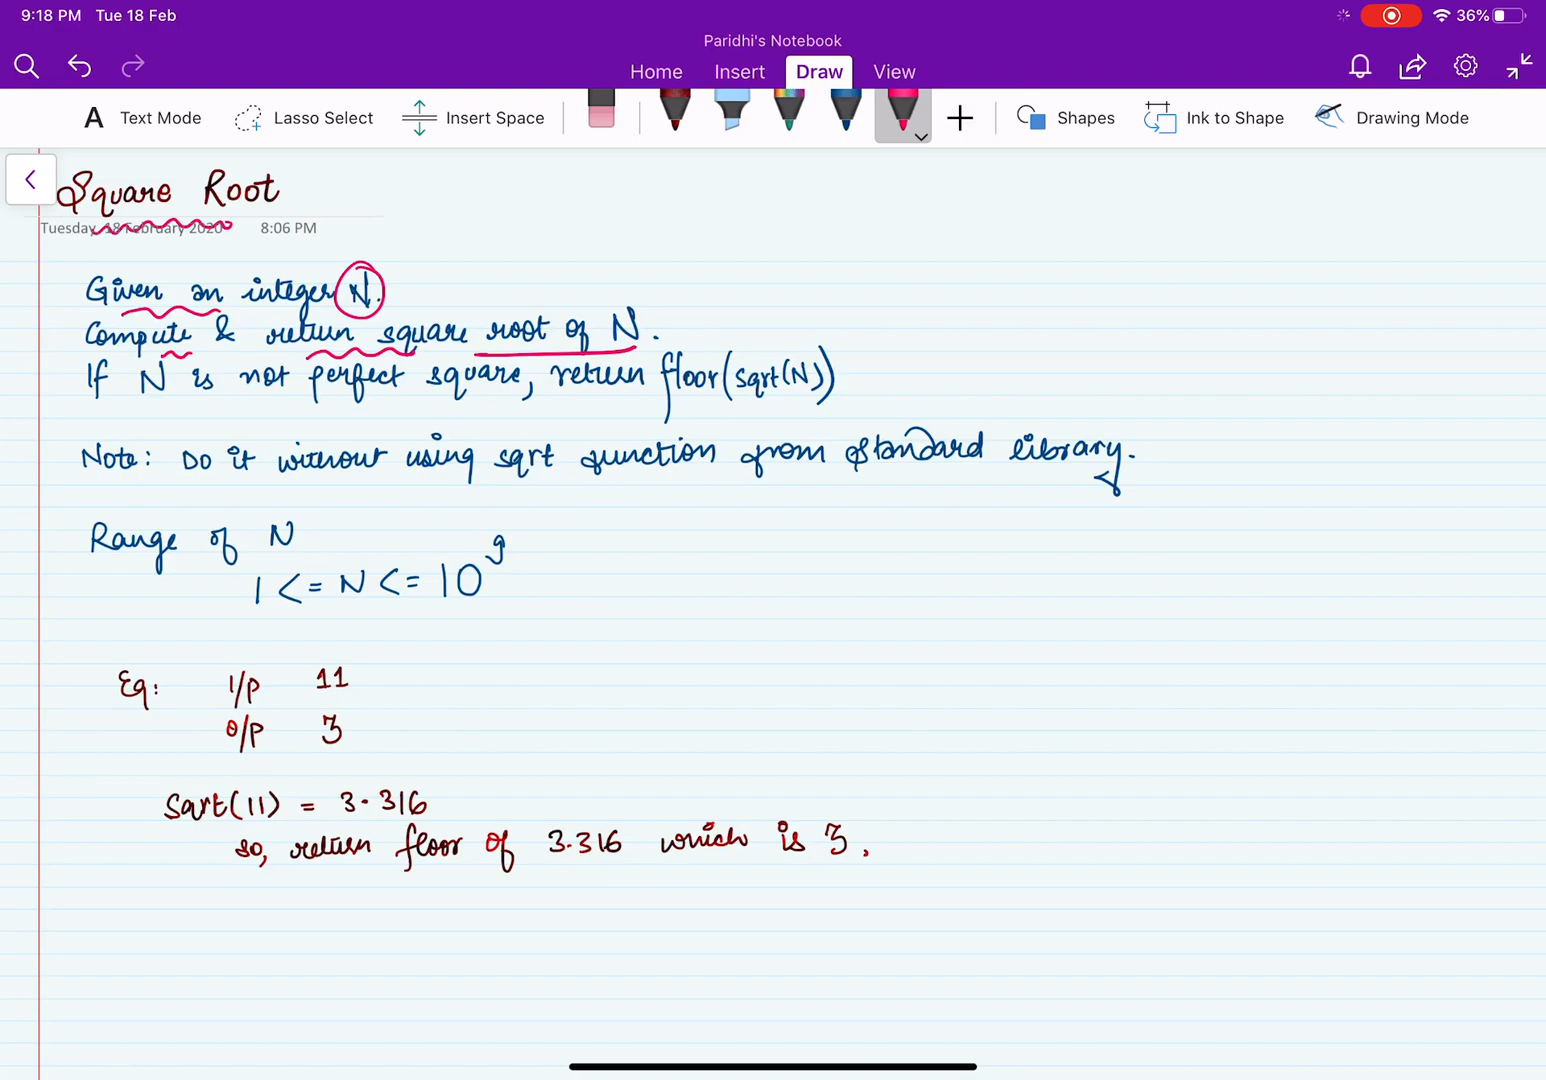 9:18 PM Tue 18 Feb
36%
Paridhi's Notebook
Home Insert Draw View
Text Mode Lasso Select Insert Space Shapes Ink to Shape Drawing Mode
Square Root
Tuesday, 18 February 2020 8:06 PM
Given an integer N.
Compute & return square root of N.
If N is not perfect square, return floor(sqrt(N))
Note: Do it without using sqrt function from standard library.
Range of N
1 <= N <= 10^9
Eg: I/P 11
O/P 3
Sqrt(11) = 3.316
so, return floor of 3.316 which is 3.